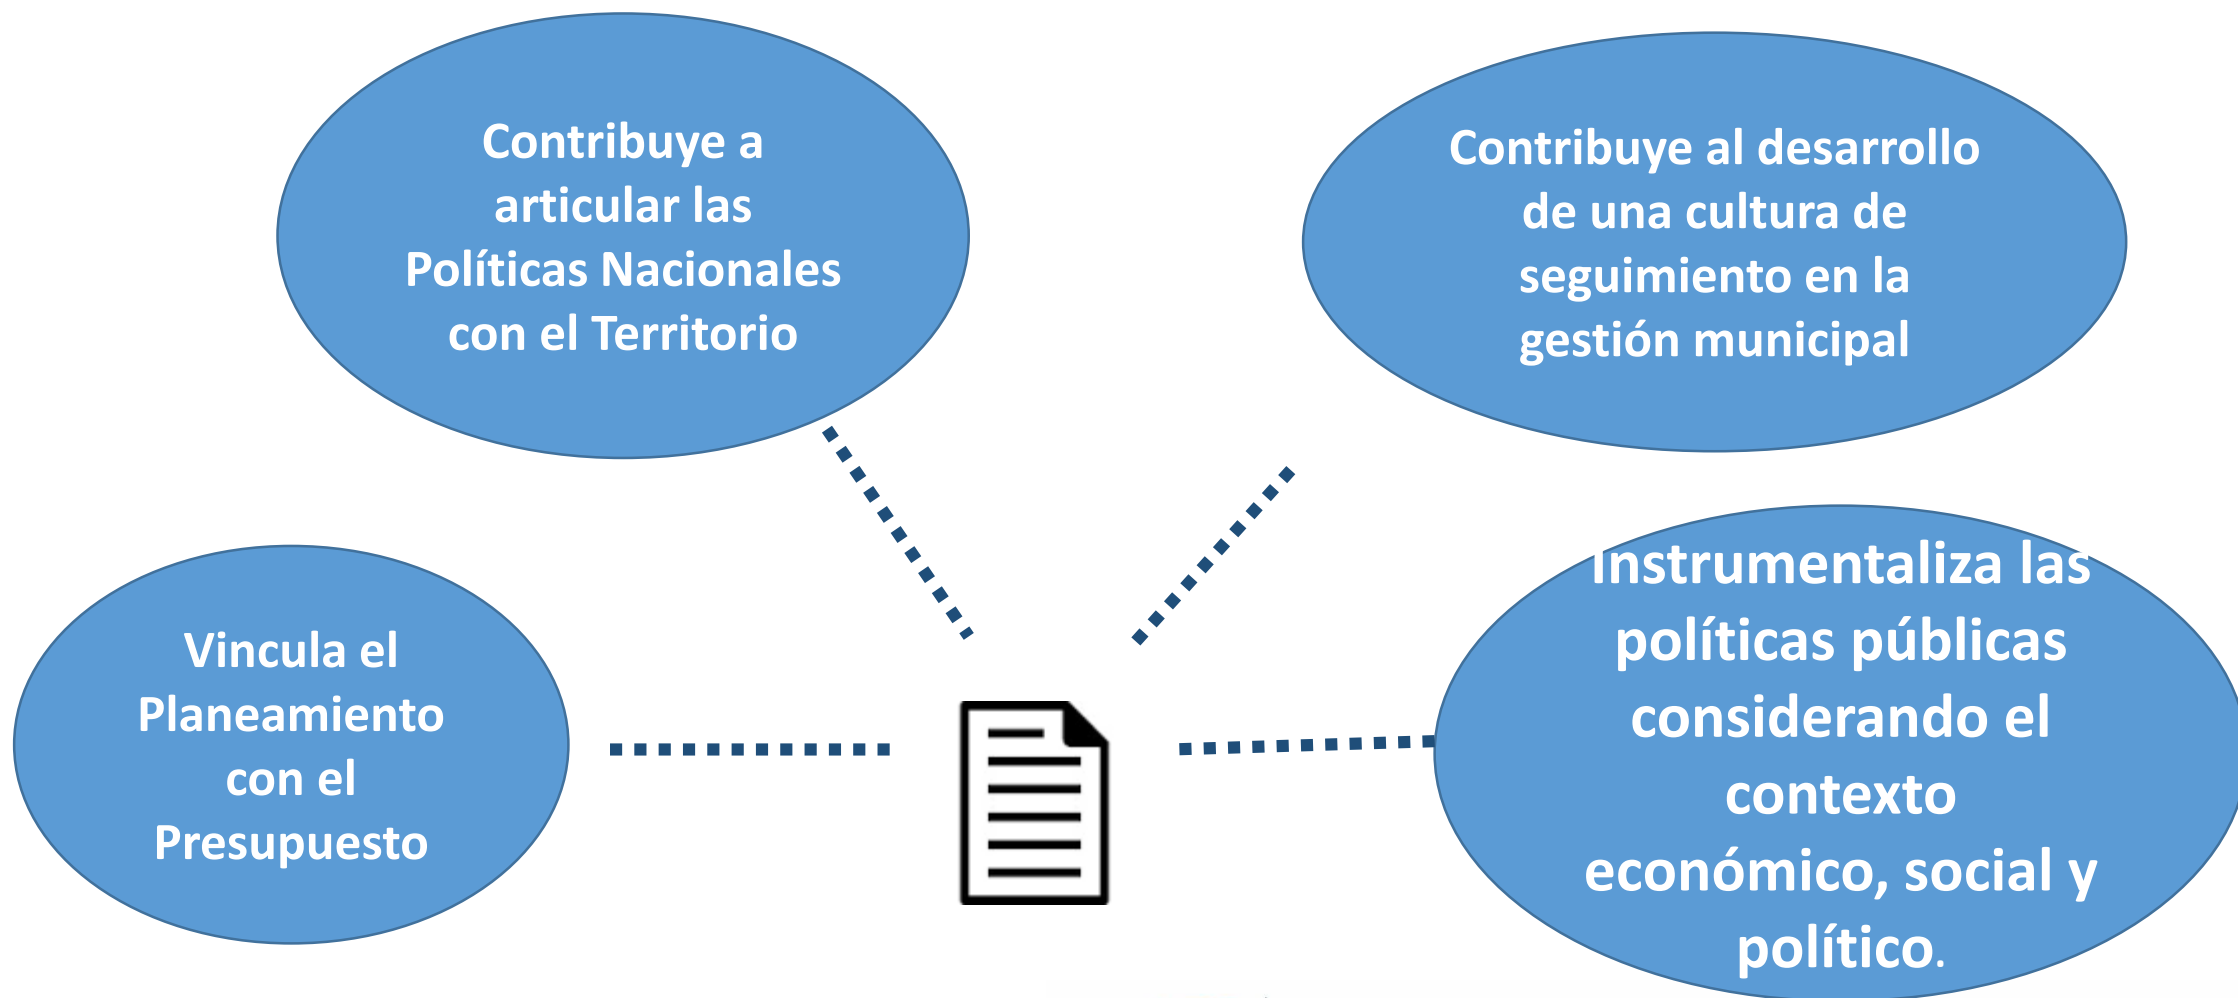 Contribuye a
articular las
Políticas Nacionales
con el Territorio
Contribuye al desarrollo
de una cultura de
seguimiento en la
gestión municipal
Vincula el
Planeamiento
con el
Presupuesto
Instrumentaliza las
políticas públicas
considerando el
contexto
económico, social y
político.